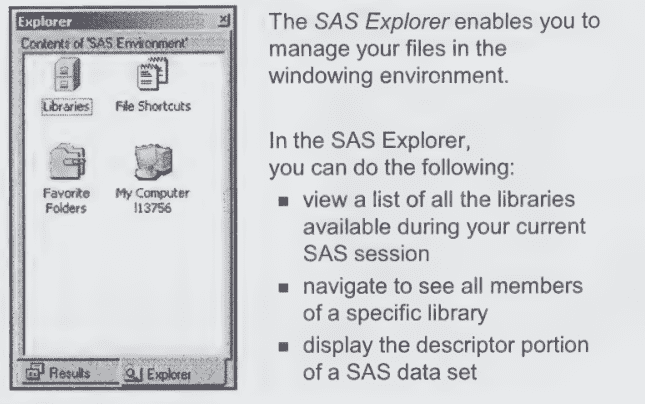 Explorer
Contents of 'SAS Environment'
Libraries
File Shortcuts
Favorite
Folders
My Computer
l13756
Results
Explorer
The SAS Explorer enables you to
manage your files in the
windowing environment.
In the SAS Explorer,
you can do the following:
■ view a list of all the libraries
available during your current
SAS session
■ navigate to see all members
of a specific library
■ display the descriptor portion
of a SAS data set